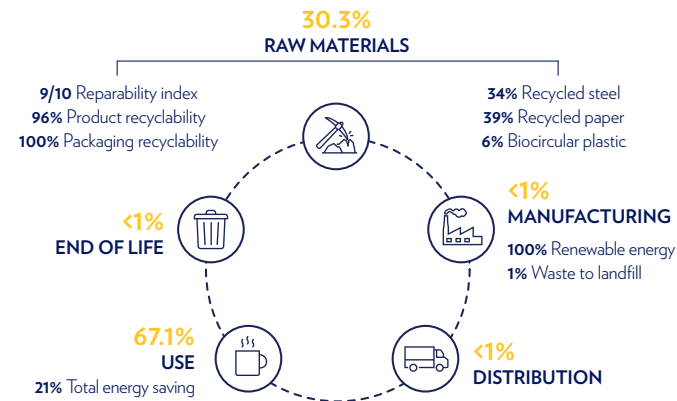 30.3%
RAW MATERIALS
9/10 Reparability index
96% Product recyclability
100% Packaging recyclability
34% Recycled steel
39% Recycled paper
6% Biocircular plastic
<1%
MANUFACTURING
100% Renewable energy
1% Waste to landfill
<1%
END OF LIFE
67.1%
USE
21% Total energy saving
<1%
DISTRIBUTION